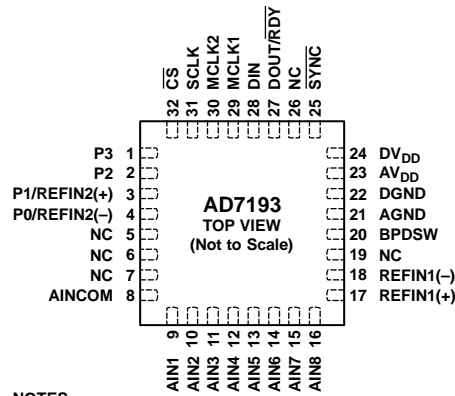 32 C̅S̅
31 SCLK
30 MCLK2
29 MCLK1
28 DIN
27 DOUT/R̅D̅Y̅
26 NC
25 S̅Y̅N̅C̅
P3 1
P2 2
P1/REFIN2(+) 3
P0/REFIN2(–) 4
NC 5
NC 6
NC 7
AINCOM 8
AD7193
TOP VIEW
(Not to Scale)
24 DVDD
23 AVDD
22 DGND
21 AGND
20 BPDSW
19 NC
18 REFIN1(–)
17 REFIN1(+)
AIN1 9
AIN2 10
AIN3 11
AIN4 12
AIN5 13
AIN6 14
AIN7 15
AIN8 16